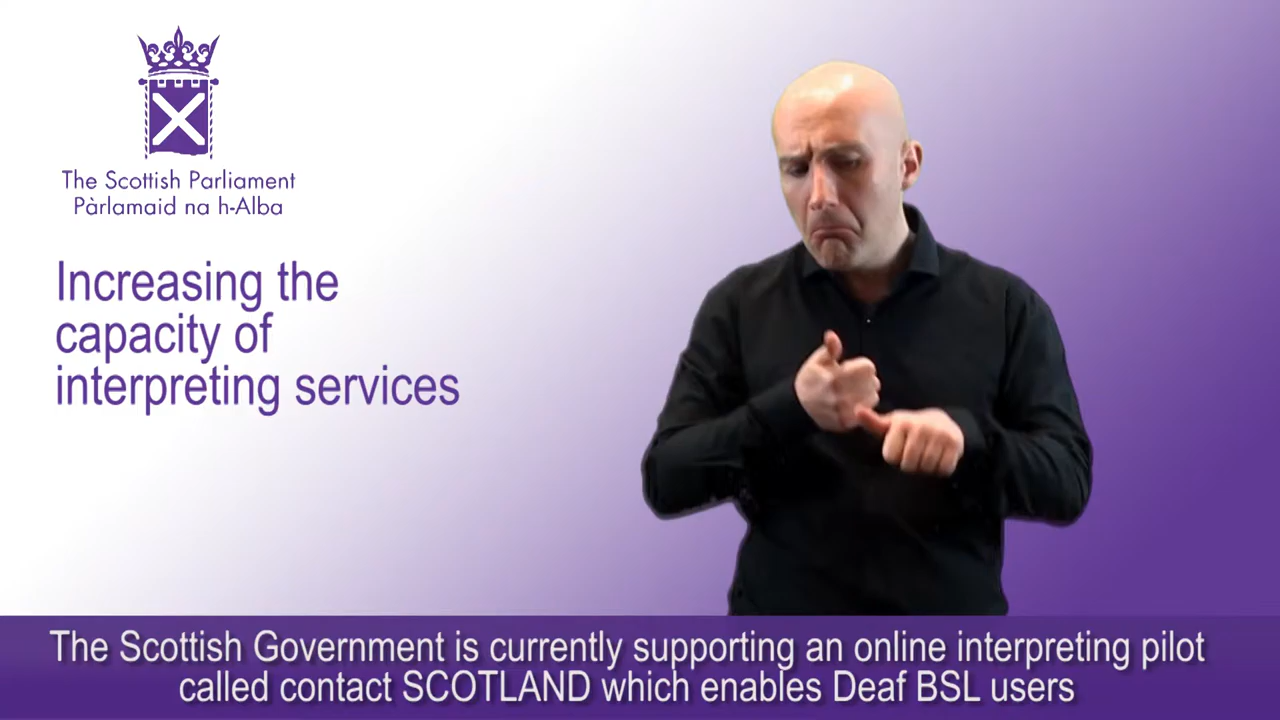 The Scottish Parliament
Pàrlamaid na h-Alba
Increasing the
capacity of
interpreting services
The Scottish Government is currently supporting an online interpreting pilot
called contact SCOTLAND which enables Deaf BSL users